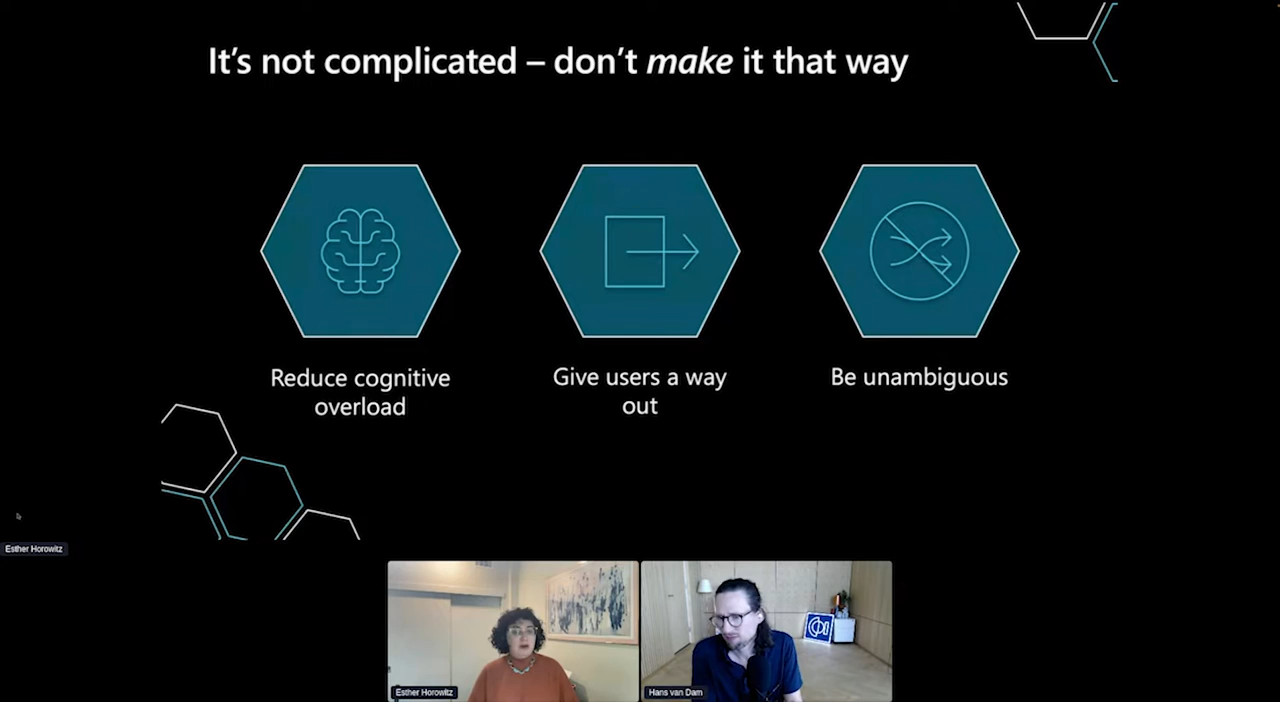 It's not complicated – don't make it that way
Reduce cognitive
overload
Give users a way
out
Be unambiguous
Esther Horowitz
Esther Horowitz
Hans van Dam
CDI